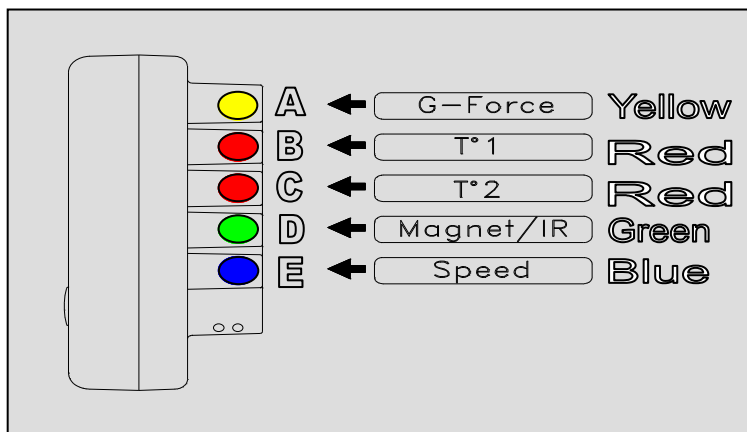 A G-Force Yellow
B T°1 Red
C T°2 Red
D Magnet/IR Green
E Speed Blue